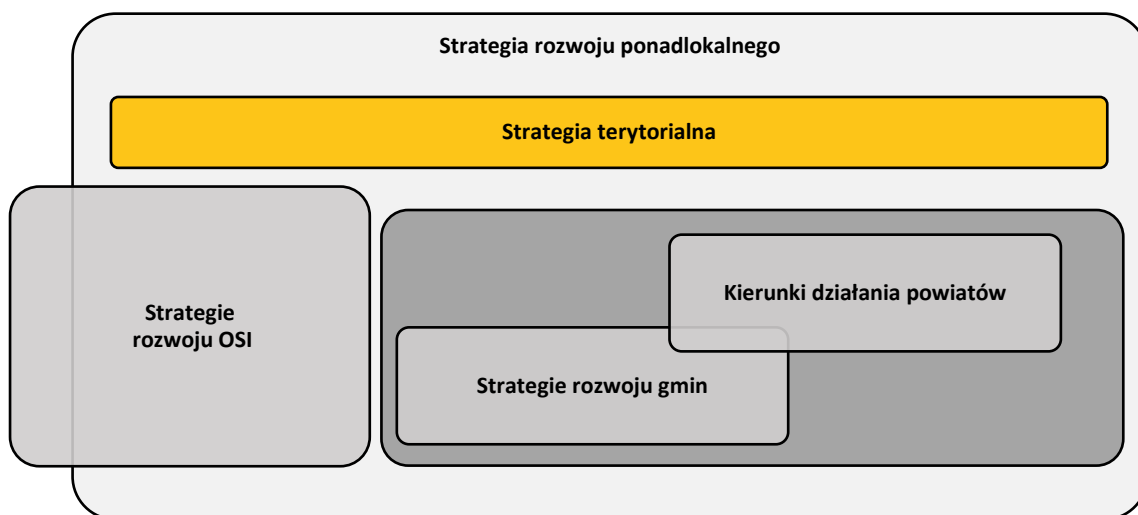 Strategia rozwoju ponadlokalnego
Strategia terytorialna
Strategie
rozwoju OSI
Kierunki działania powiatów
Strategie rozwoju gmin